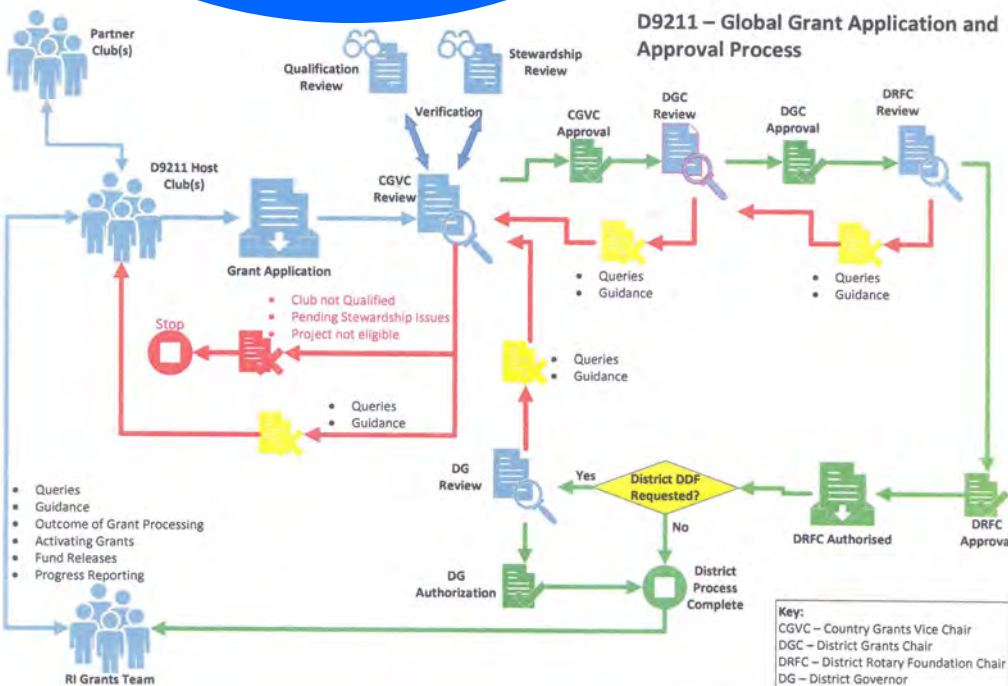 D9211 – Global Grant Application and
Approval Process
Partner
Club(s)
Qualification
Review
Stewardship
Review
Verification
D9211 Host
Club(s)
Grant Application
CGVC
Review
CGVC
Approval
DGC
Review
DGC
Approval
DRFC
Review
• Queries
• Guidance
• Queries
• Guidance
• Club not Qualified
• Pending Stewardship Issues
• Project not eligible
Stop
• Queries
• Guidance
• Queries
• Guidance
DG
Review
Yes
District DDF
Requested?
No
DRFC Authorised
DRFC
Approval
DG
Authorization
District
Process
Complete
• Queries
• Guidance
• Outcome of Grant Processing
• Activating Grants
• Fund Releases
• Progress Reporting
RI Grants Team
Key:
CGVC – Country Grants Vice Chair
DGC – District Grants Chair
DRFC – District Rotary Foundation Chair
DG – District Governor